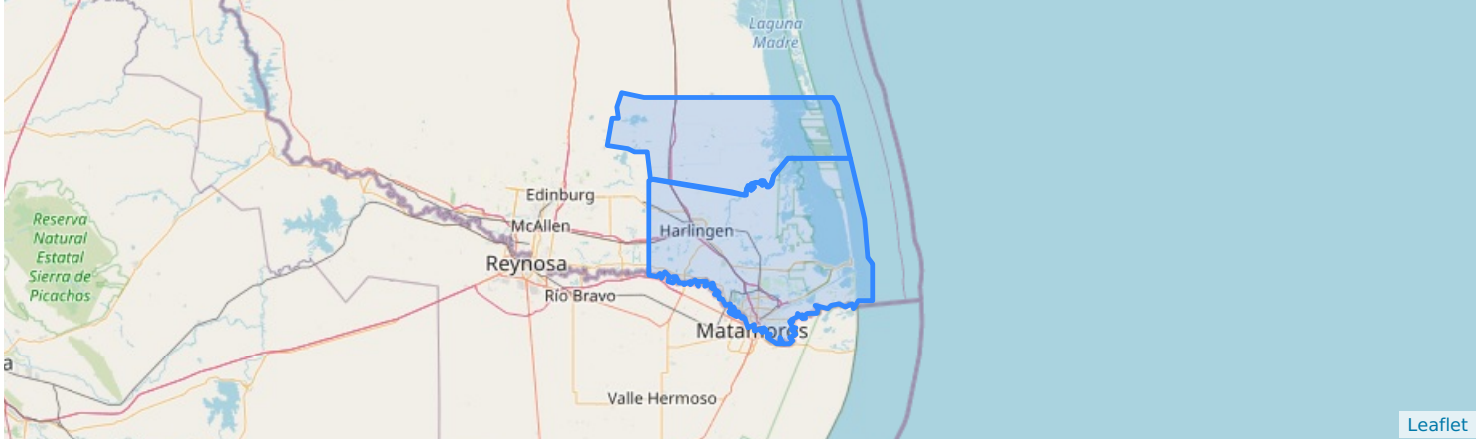 Laguna
Madre
Edinburg
McAllen
Harlingen
Reserva
Natural
Estatal
Sierra de
Picachos
Reynosa
Río Bravo
Matamoros
a
Valle Hermoso
Leaflet